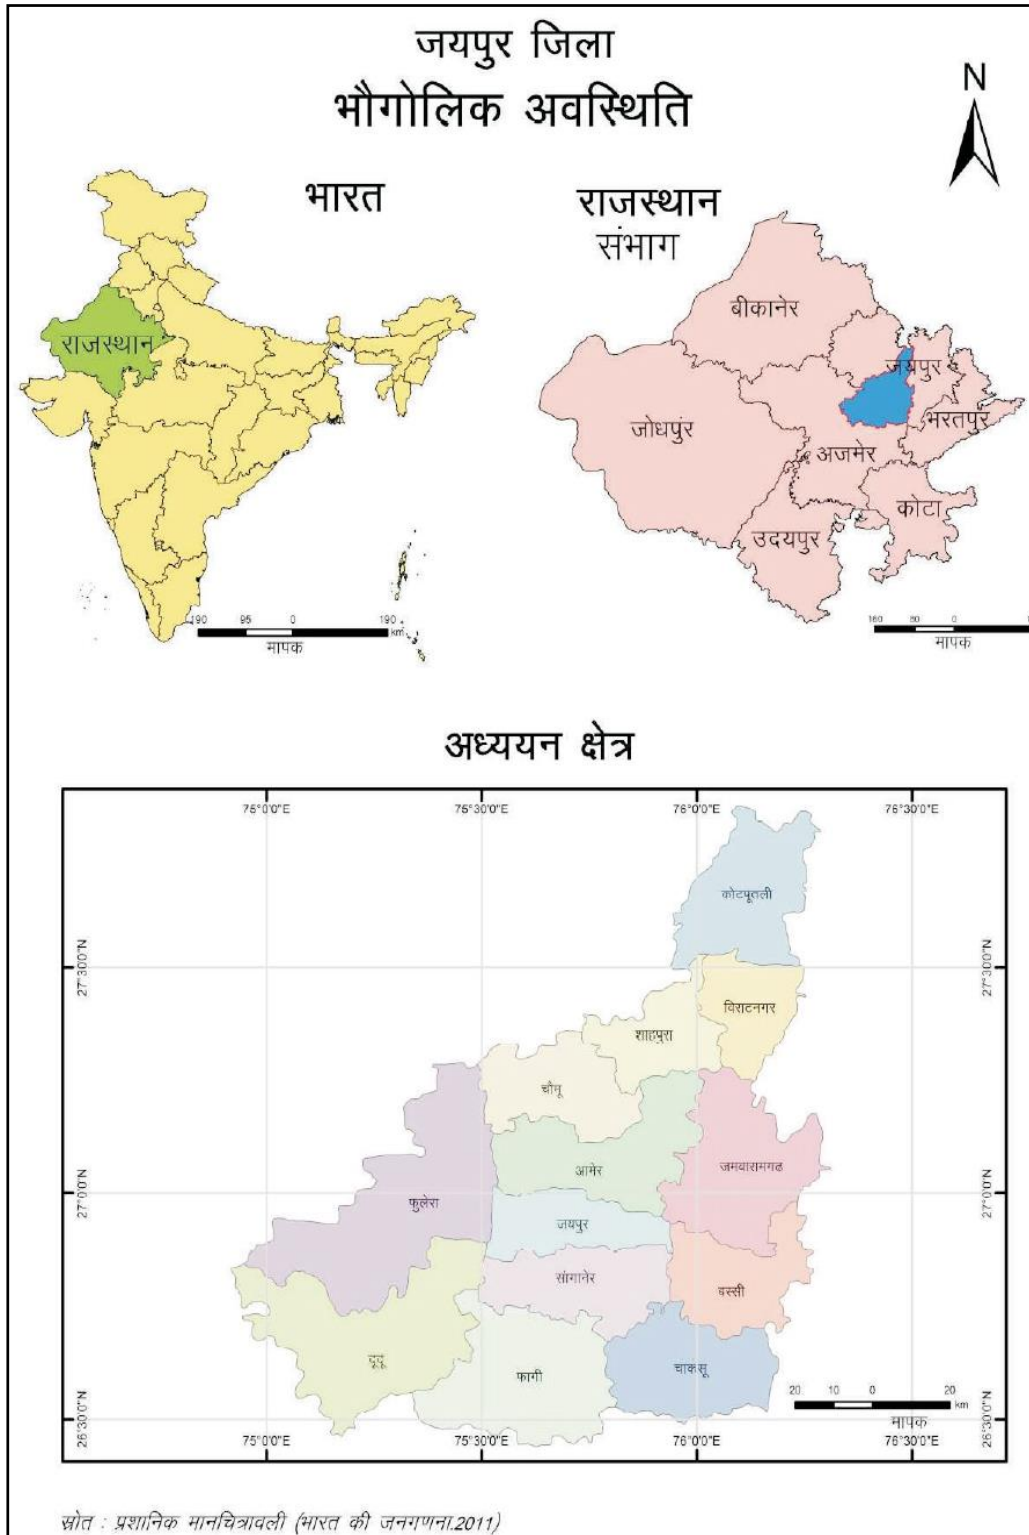 जयपुर जिला
भौगोलिक अवस्थिति
N
भारत
राजस्थान
संभाग
राजस्थान
190 95 0 190
km
मापक
बीकानेर
जयपुर
जोधपुंर
भरतपुर
अजमेर
कोटा
उदयपुर
160 80 0
मापक
अध्ययन क्षेत्र
75°0'0"E 75°30'0"E 76°0'0"E 76°30'0"E
27°30'0"N 27°30'0"N
27°0'0"N 27°0'0"N
26°30'0"N 26°30'0"N
कोटपूतली
विराटनगर
शाहपुरा
चौमू
आमेर
जमवारामगढ
फुलेरा
जयपुर
सांगानेर
बस्सी
दूदू
फागी
चाकसू
20 10 0 20
km
मापक
75°0'0"E 75°30'0"E 76°0'0"E 76°30'0"E
स्रोत : प्रशानिक मानचित्रावली (भारत की जनगणना.2011)